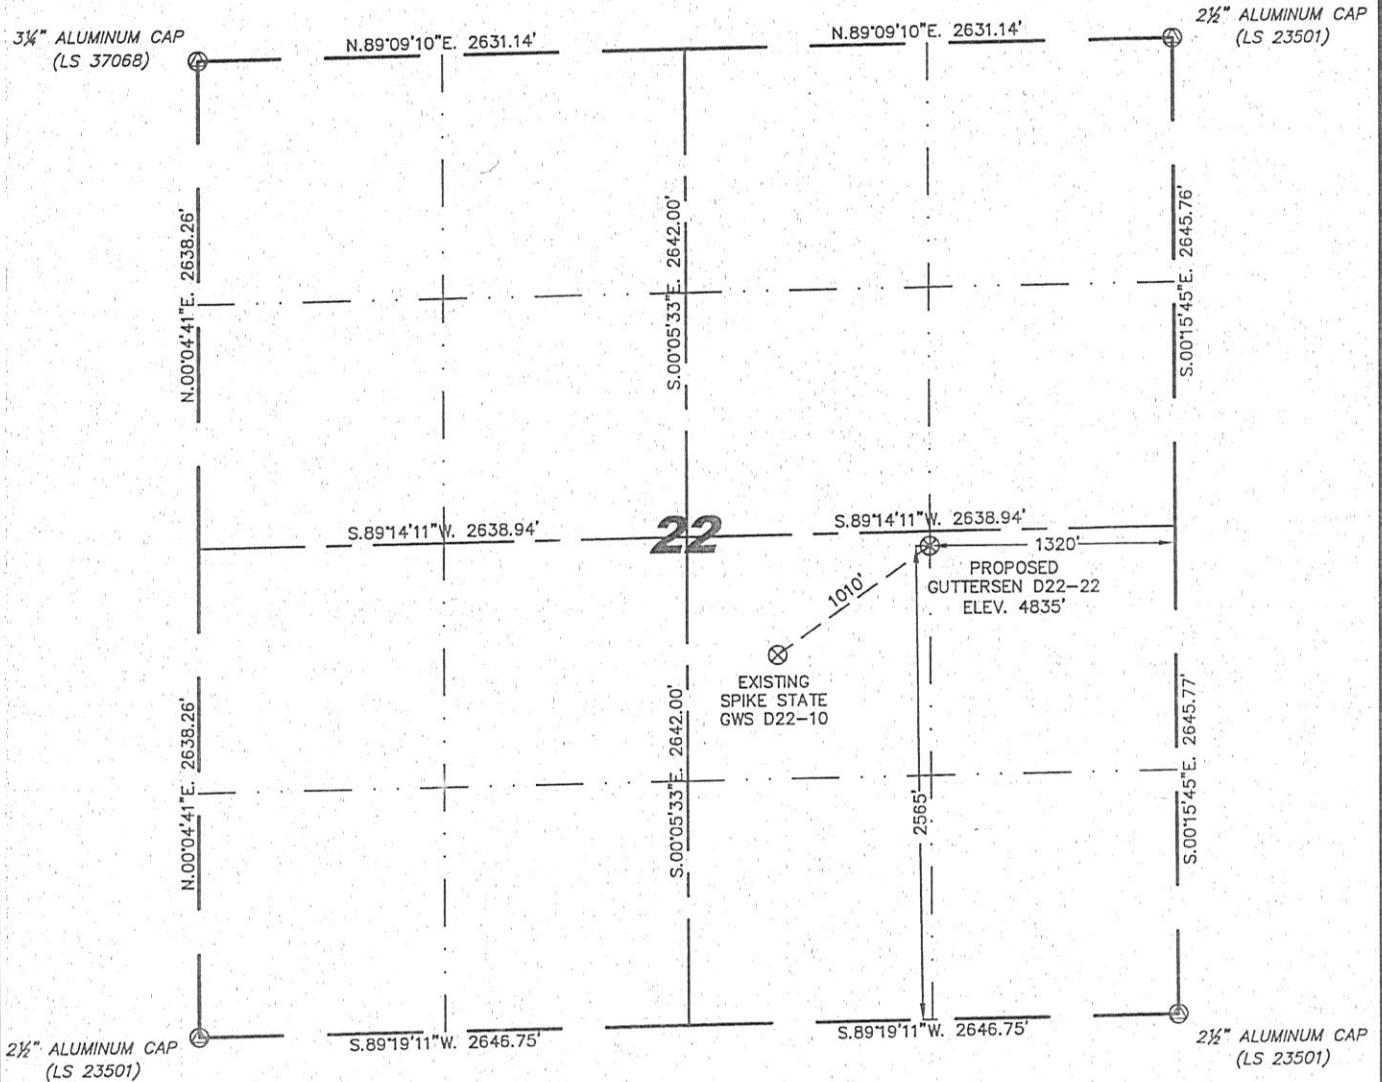 3¼" ALUMINUM CAP
(LS 37068)
N.89°09'10"E. 2631.14'
N.89°09'10"E. 2631.14'
2½" ALUMINUM CAP
(LS 23501)
N.00°04'41"E. 2638.26'
S.00°05'33"E. 2642.00'
S.00°15'45"E. 2645.76'
S.89°14'11"W. 2638.94'
22
S.89°14'11"W. 2638.94'
1320'
PROPOSED
GUTTERSEN D22-22
ELEV. 4835'
1010'
EXISTING
SPIKE STATE
GWS D22-10
N.00°04'41"E. 2638.26'
S.00°05'33"E. 2642.00'
2565'
S.00°15'45"E. 2645.77'
2½" ALUMINUM CAP
(LS 23501)
S.89°19'11"W. 2646.75'
S.89°19'11"W. 2646.75'
2½" ALUMINUM CAP
(LS 23501)